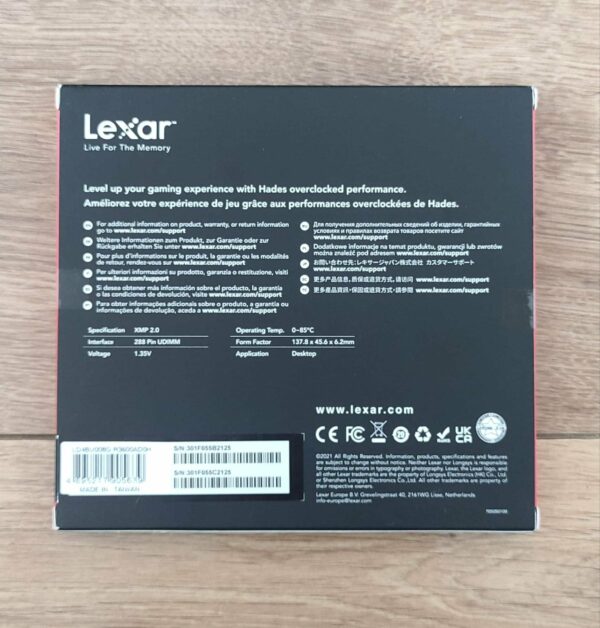 Lexar
Live For The Memory
Level up your gaming experience with Hades overclocked performance.
Améliorez votre expérience de jeu grâce aux performances overclockées de Hades.
For additional information on product, warranty, or return information
go to www.lexar.com/support
Weitere Informationen zum Produkt, zur Garantie oder zur
Rückgabe erhalten Sie unter www.lexar.com/support
Pour plus d'informations sur le produit, la garantie ou les modalités
de retour, rendez-vous sur www.lexar.com/support
Per ulteriori informazioni su prodotto, garanzia o restituzione, visiti
www.lexar.com/support
Si desea obtener más información sobre el producto, la garantía
o las condiciones de devolución, visite www.lexar.com/support
Para obter informações adicionais sobre o produto, a garantia ou
informações de devolução, aceda a www.lexar.com/support
Для получения дополнительных сведений об изделии, гарантийных
условиях и правилах возврата товаров посетите сайт
www.lexar.com/support
Dodatkowe informacje na temat produktu, gwarancji lub zwrotów
można znaleźć pod adresem www.lexar.com/support
お問い合わせ先:レキサージャパン株式会社 カスタマーサポート
www.lexar.com/support
更多产品信息,质保或退货方式,请访问 www.lexar.com/support
更多產品資訊,保固或退貨方式,請參閱 www.lexar.com/support
Specification XMP 2.0
Interface 288 Pin UDIMM
Voltage 1.35V
Operating Temp. 0~85°C
Form Factor 137.8 x 45.6 x 6.2mm
Application Desktop
www.lexar.com
CE FC UK CA
©2021 All Rights Reserved. Information, products, specifications and features
are subject to change without notice. Neither Lexar nor Longsys is responsible
for omissions or errors in typography or photography. Lexar, the Lexar logo, and
all other Lexar trademarks are property of Longsys Electronics (HK) Co., Ltd.
or Shenzhen Longsys Electronics Co.,Ltd. All other trademarks are property of
their respective owners.
Lexar Europe B.V. Grevelingstraat 40, 2161WG, Lisse, Netherlands
info-europe@lexar.com
S/N:301F055B2125
S/N:301F055C2125
MADE IN TAIWAN